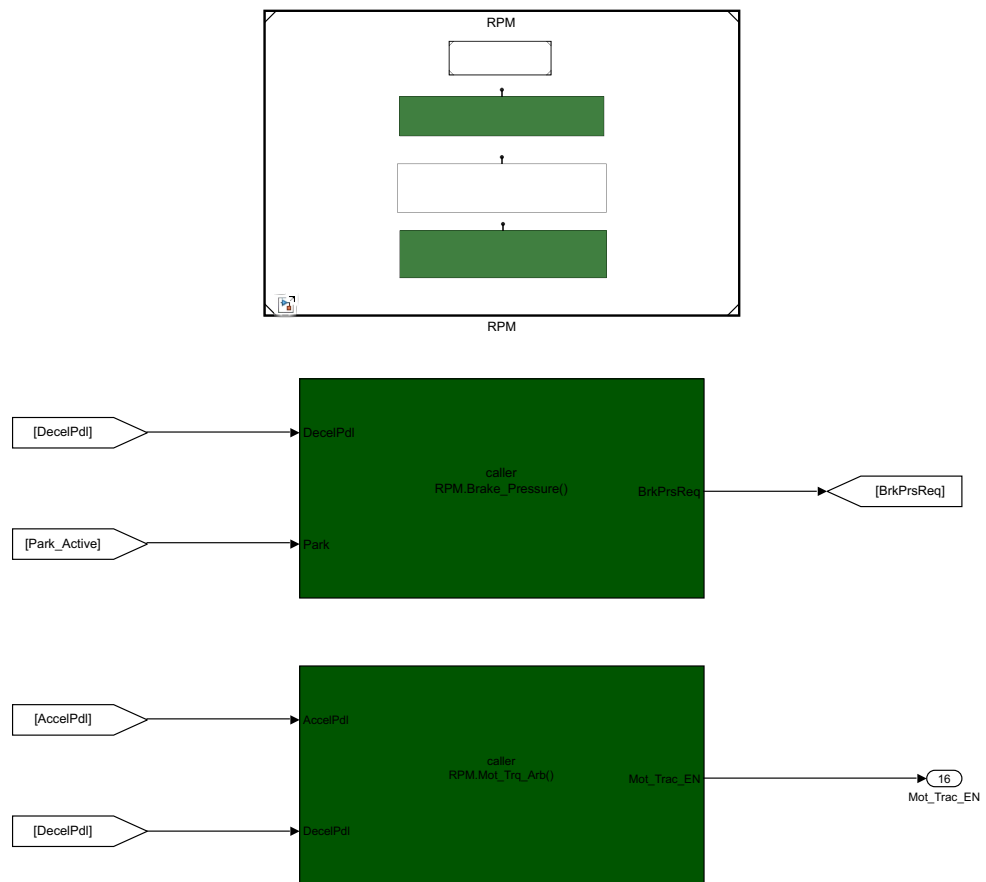 RPM
RPM
[DecelPdl]
DecelPdl
caller
RPM.Brake_Pressure()
BrkPrsReq
[BrkPrsReq]
[Park_Active]
Park
[AccelPdl]
AccelPdl
caller
RPM.Mot_Trq_Arb()
Mot_Trac_EN
16
Mot_Trac_EN
[DecelPdl]
DecelPdl